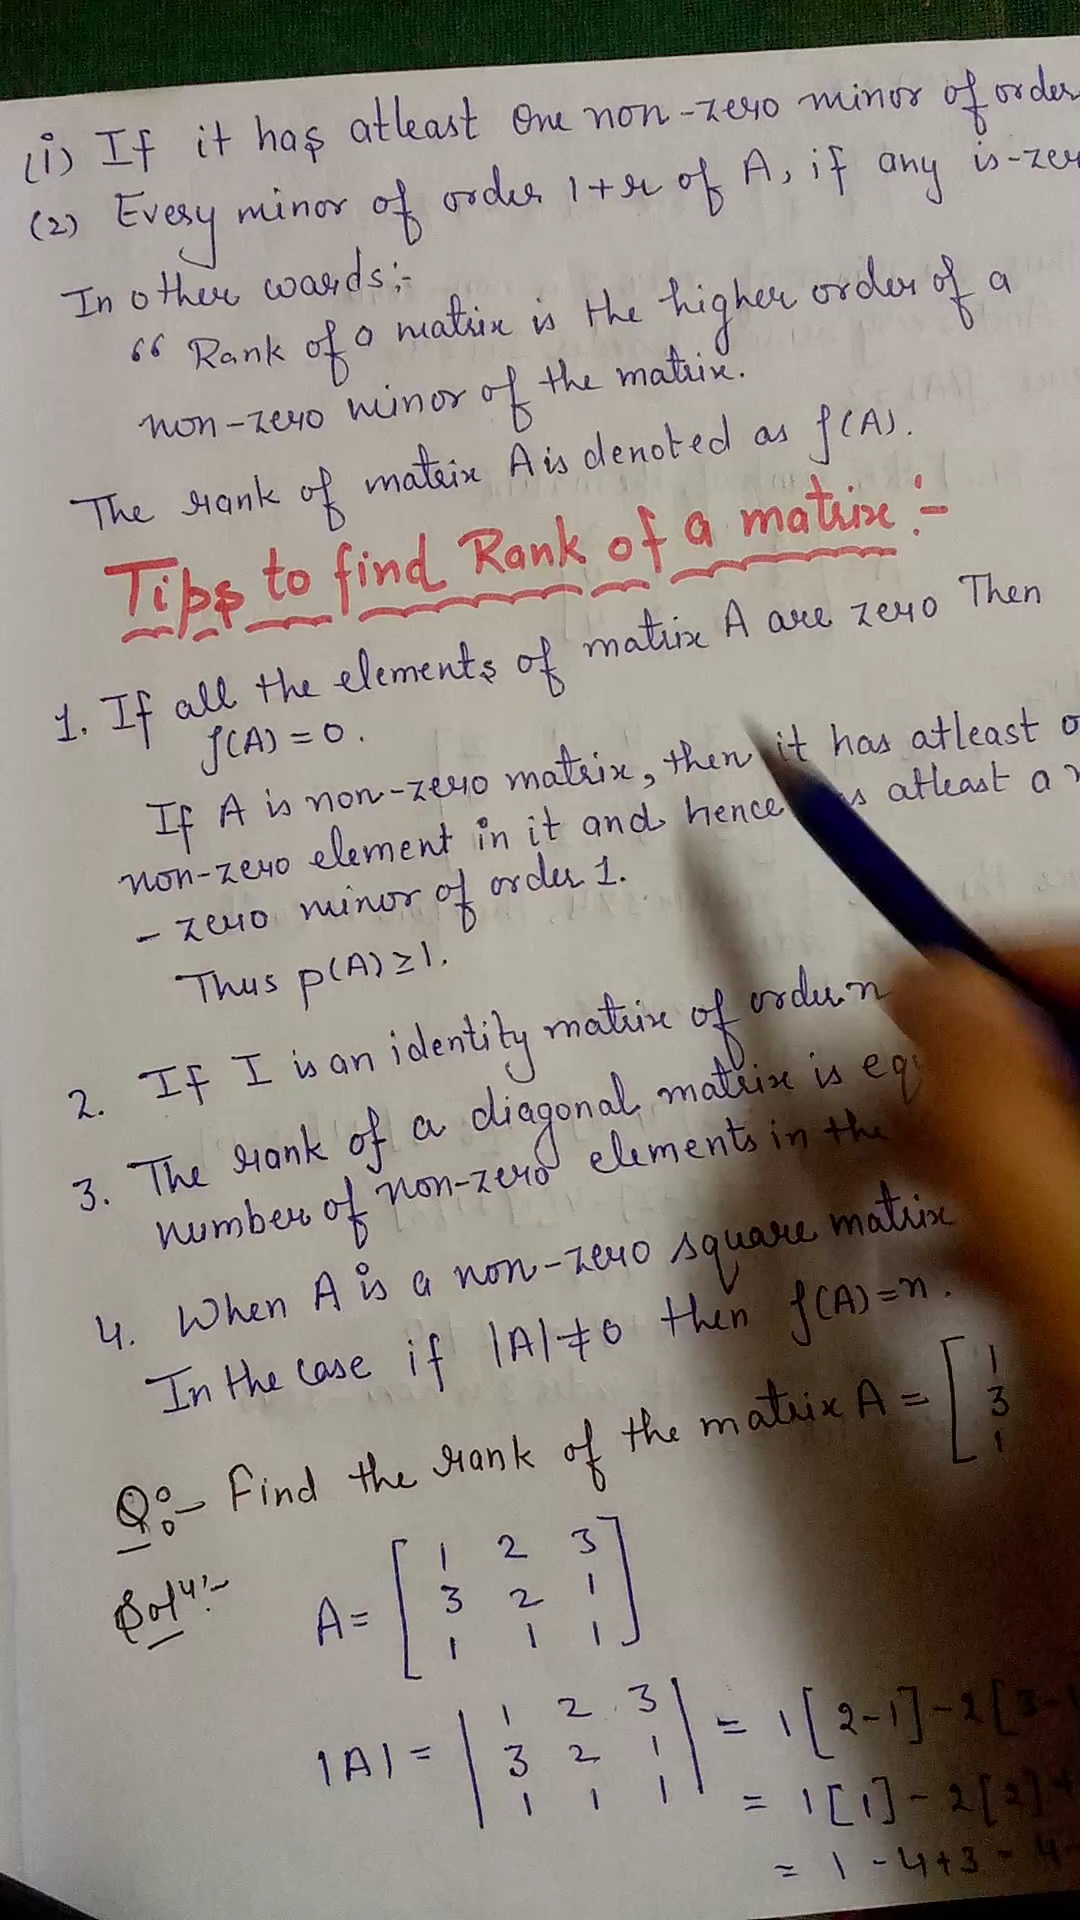 (i) If it has atleast one non-zero minor of order
(2) Every minor of order 1+r of A, if any is-zer
In other wards:-
“ Rank of a matrix is the higher order of a
non-zero minor of the matrix.
The rank of matrix A is denoted as ρ(A).
Tips to find Rank of a matrix :-
1. If all the elements of matrix A are zero Then
ρ(A) = 0.
If A is non-zero matrix, then it has atleast o
non-zero element in it and hence atleast a
- zero minor of order 1.
Thus p(A) ≥ 1.
2. If I is an identity matrix of order n
3. The rank of a diagonal matrix is eq
number of non-zero elements in the
4. When A is a non-zero square matrix
In the case if |A| ≠ 0 then ρ(A) = n.
Q:- Find the rank of the matrix A = [ 1
3
1
Solⁿ:-
A = [ 1 2 3
3 2 1
1 1 1 ]
|A| = | 1 2 3
3 2 1
1 1 1 | = 1[2-1] - 2[3-
= 1[1] - 2[2] +
= 1 - 4 + 3 = 4 -